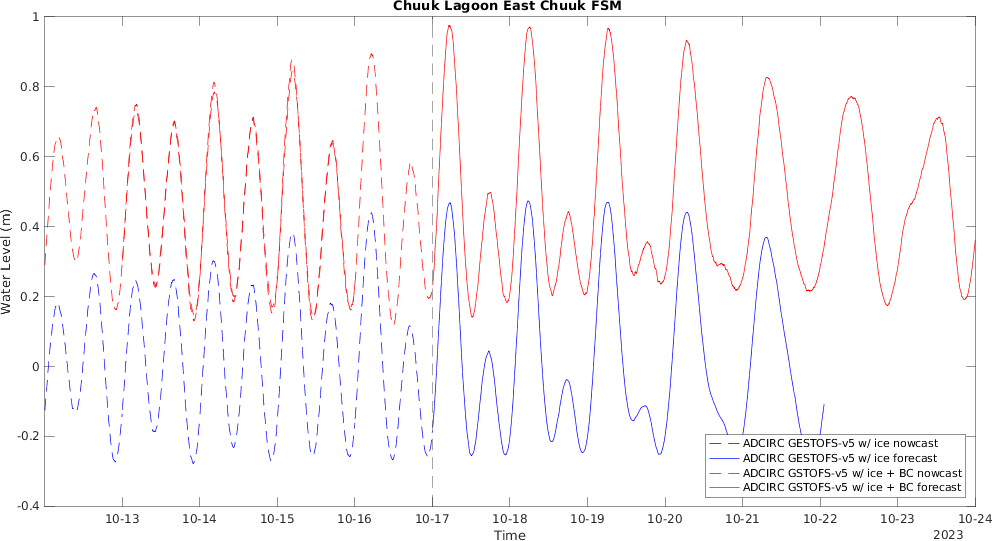 Chuuk Lagoon East Chuuk FSM
1
0.8
0.6
0.4
0.2
0
-0.2
-0.4
Water Level (m)
ADCIRC GESTOFS-v5 w/ ice nowcast
ADCIRC GESTOFS-v5 w/ ice forecast
ADCIRC GSTOFS-v5 w/ ice + BC nowcast
ADCIRC GSTOFS-v5 w/ ice + BC forecast
10-13 10-14 10-15 10-16 10-17 10-18 10-19 10-20 10-21 10-22 10-23 10-24
Time
2023